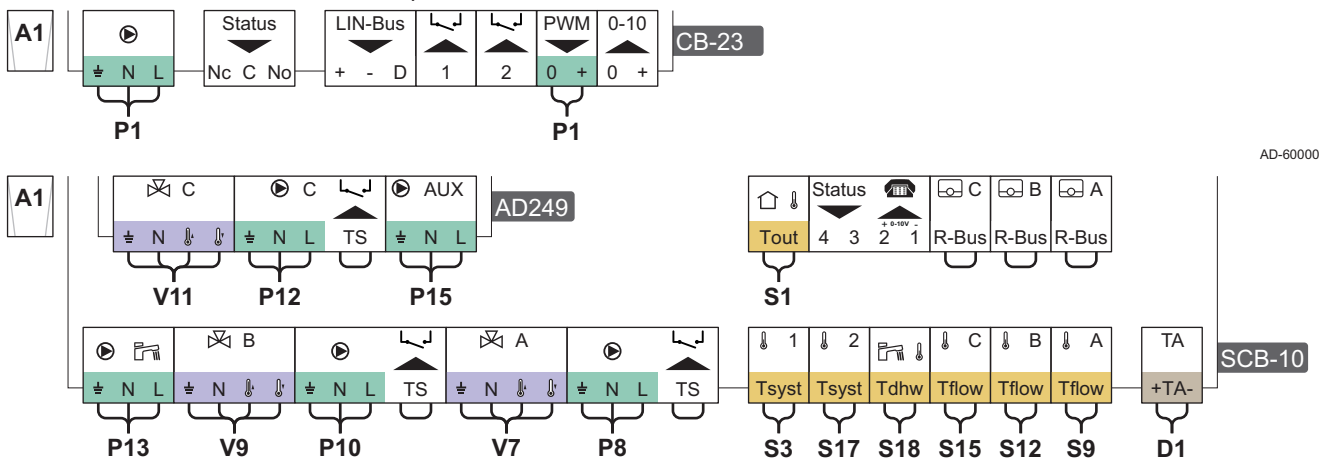 A1 Status LIN-Bus PWM 0-10 CB-23
N L Nc C No + - D 1 2 0 + 0 +
P1 P1
AD-60000
A1 C C AUX AD249 Status C B A
+ 0-10V -
N N L TS N L Tout 4 3 2 1 R-Bus R-Bus R-Bus
V11 P12 P15 S1
B A 1 2 C B A TA SCB-10
N L N N L TS N N L TS Tsyst Tsyst Tdhw Tflow Tflow Tflow +TA-
P13 V9 P10 V7 P8 S3 S17 S18 S15 S12 S9 D1